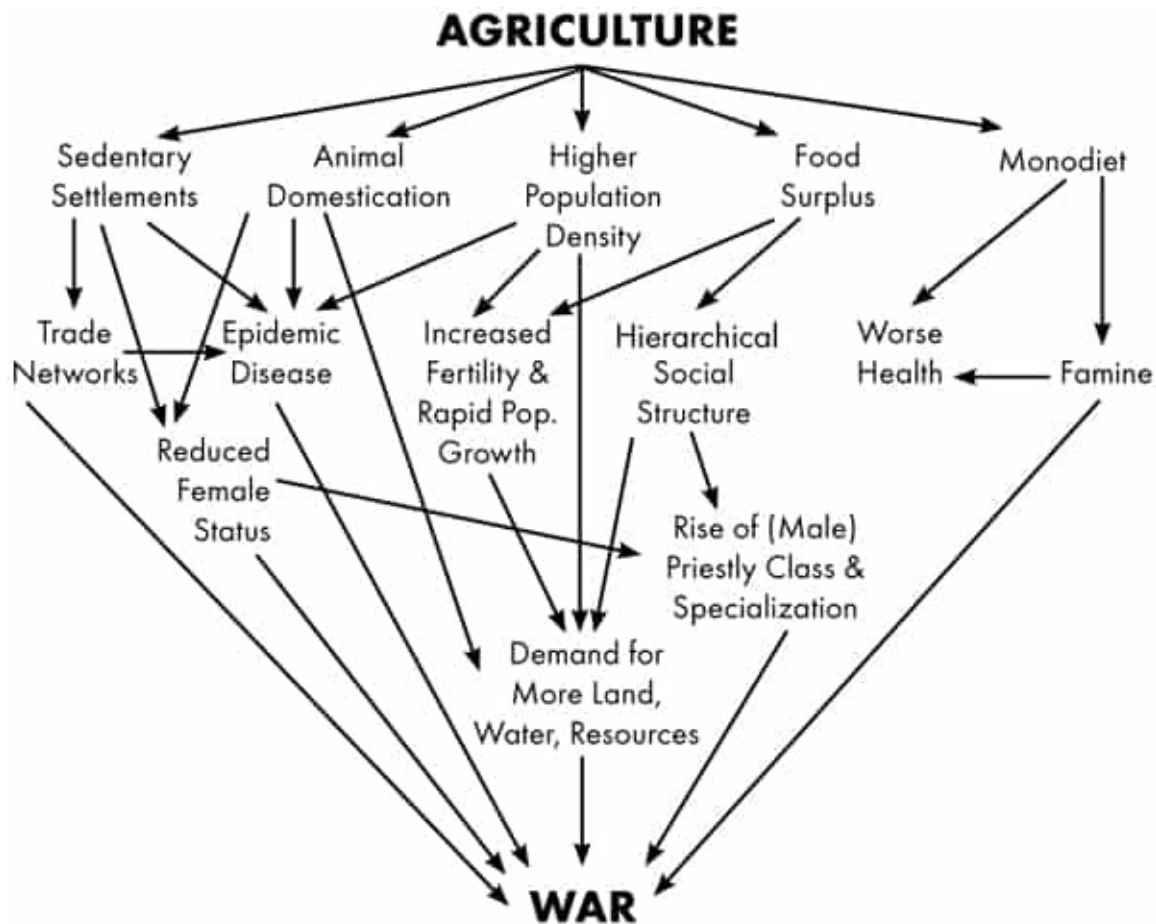 AGRICULTURE
Sedentary
Settlements
Animal
Domestication
Higher
Population
Density
Food
Surplus
Monodiet
Trade
Networks
Epidemic
Disease
Increased
Fertility &
Rapid Pop.
Growth
Hierarchical
Social
Structure
Worse
Health
Famine
Reduced
Female
Status
Rise of (Male)
Priestly Class &
Specialization
Demand for
More Land,
Water, Resources
WAR